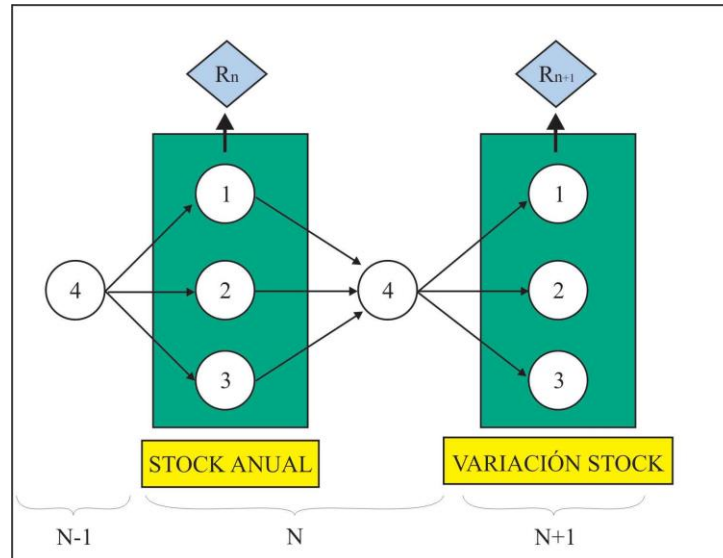 Rn
Rn+1
1
1
4
2
4
2
3
3
STOCK ANUAL
VARIACIÓN STOCK
N-1
N
N+1